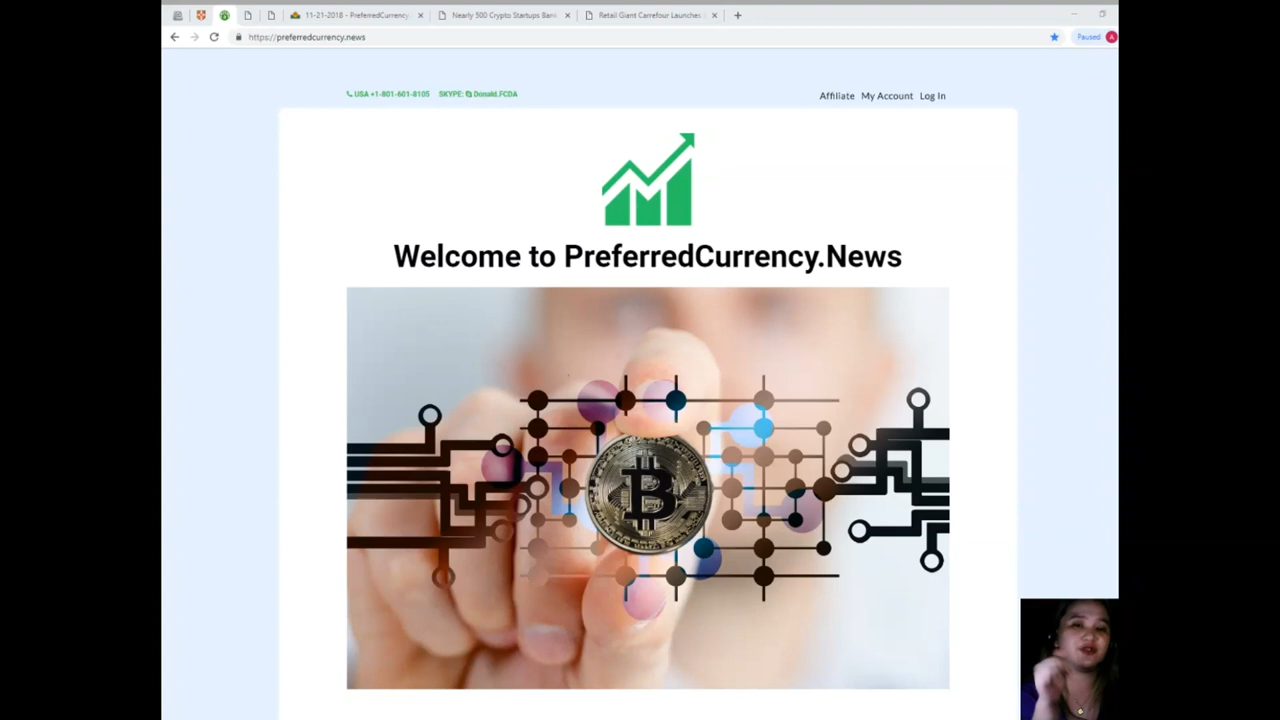 11-21-2018 - PreferredCurrency
Nearly 500 Crypto Startups Bank
Retail Giant Carrefour Launches
https://preferredcurrency.news
Paused
A
USA +1-801-601-8105 SKYPE: Donald.FCDA
Affiliate My Account Log In
Welcome to PreferredCurrency.News